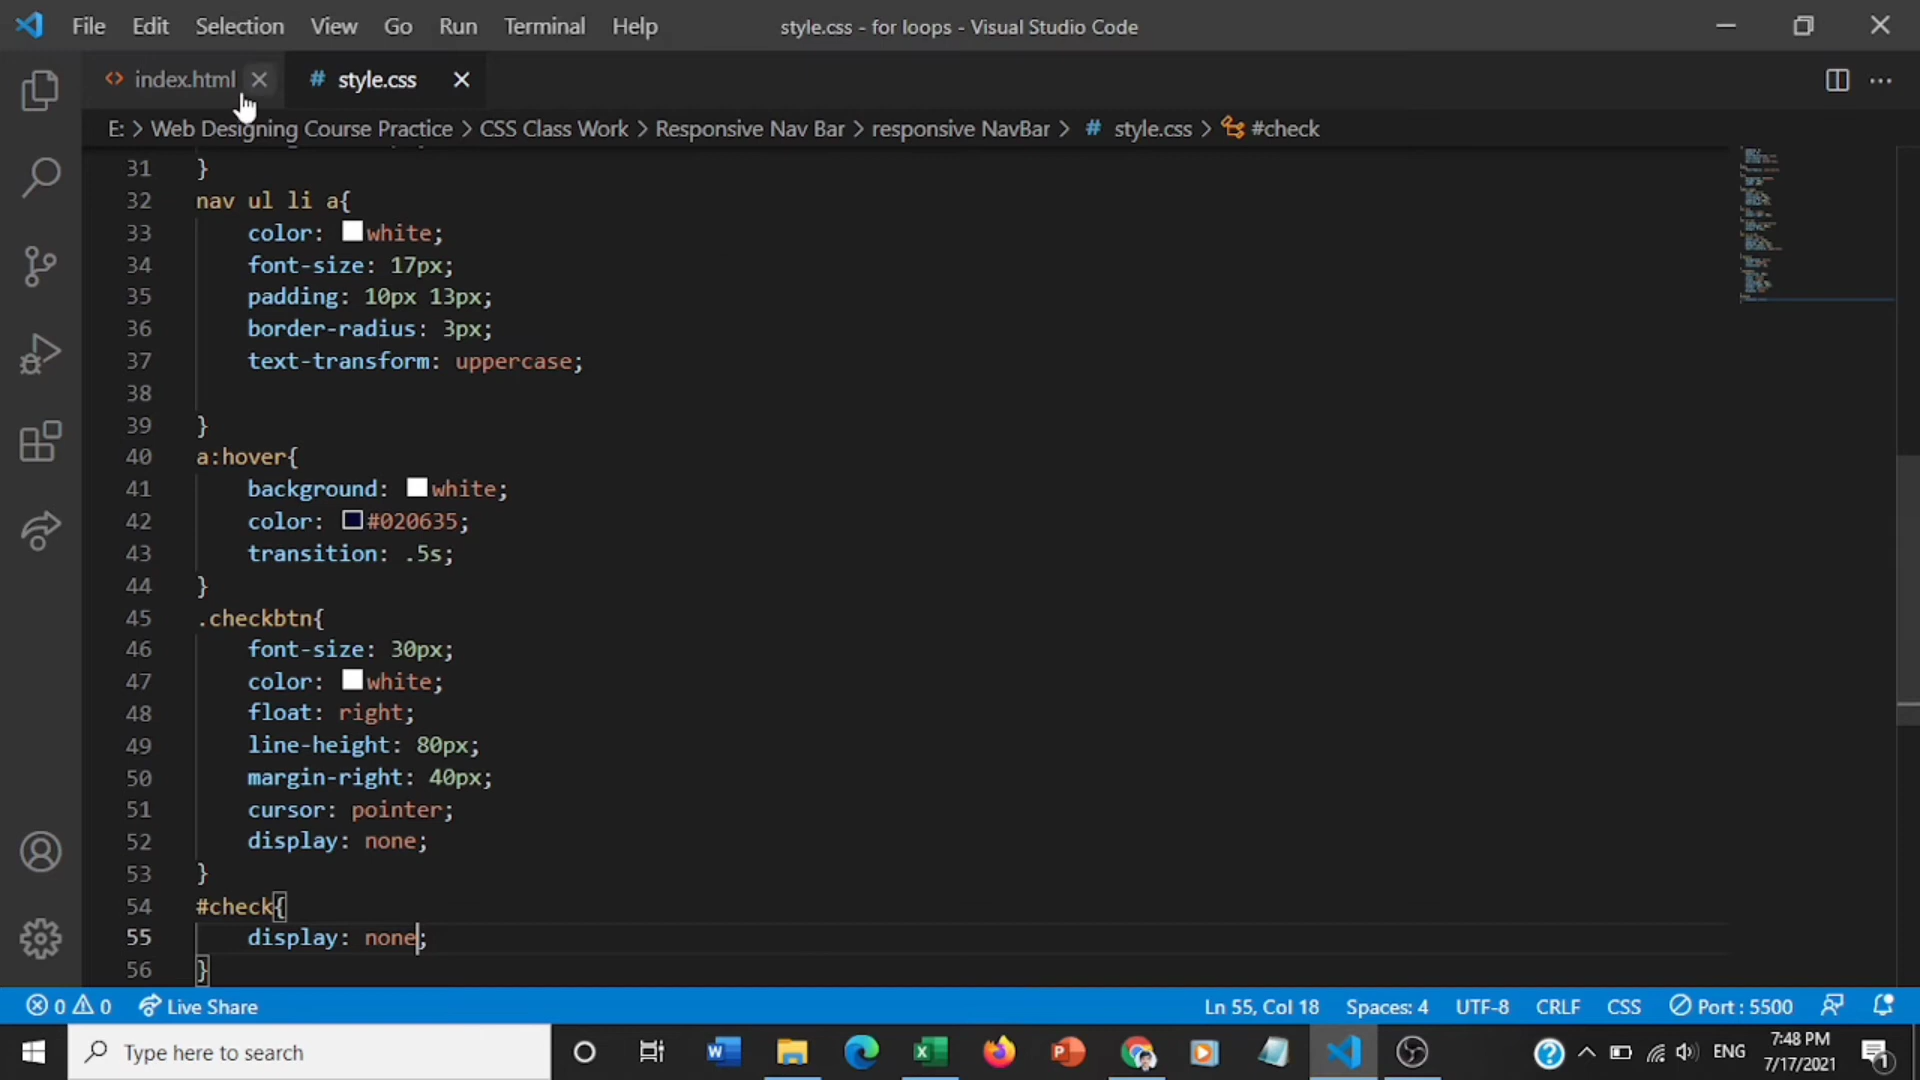 File Edit Selection View Go Run Terminal Help style.css - for loops - Visual Studio Code
index.html # style.css
E: > Web Designing Course Practice > CSS Class Work > Responsive Nav Bar > responsive NavBar > # style.css > #check
31 }
32 nav ul li a{
33 color: white;
34 font-size: 17px;
35 padding: 10px 13px;
36 border-radius: 3px;
37 text-transform: uppercase;
38
39 }
40 a:hover{
41 background: white;
42 color: #020635;
43 transition: .5s;
44 }
45 .checkbtn{
46 font-size: 30px;
47 color: white;
48 float: right;
49 line-height: 80px;
50 margin-right: 40px;
51 cursor: pointer;
52 display: none;
53 }
54 #check{
55 display: none;
56 }
0 0 Live Share Ln 55, Col 18 Spaces: 4 UTF-8 CRLF CSS Port : 5500
Type here to search ENG 7:48 PM
7/17/2021 1